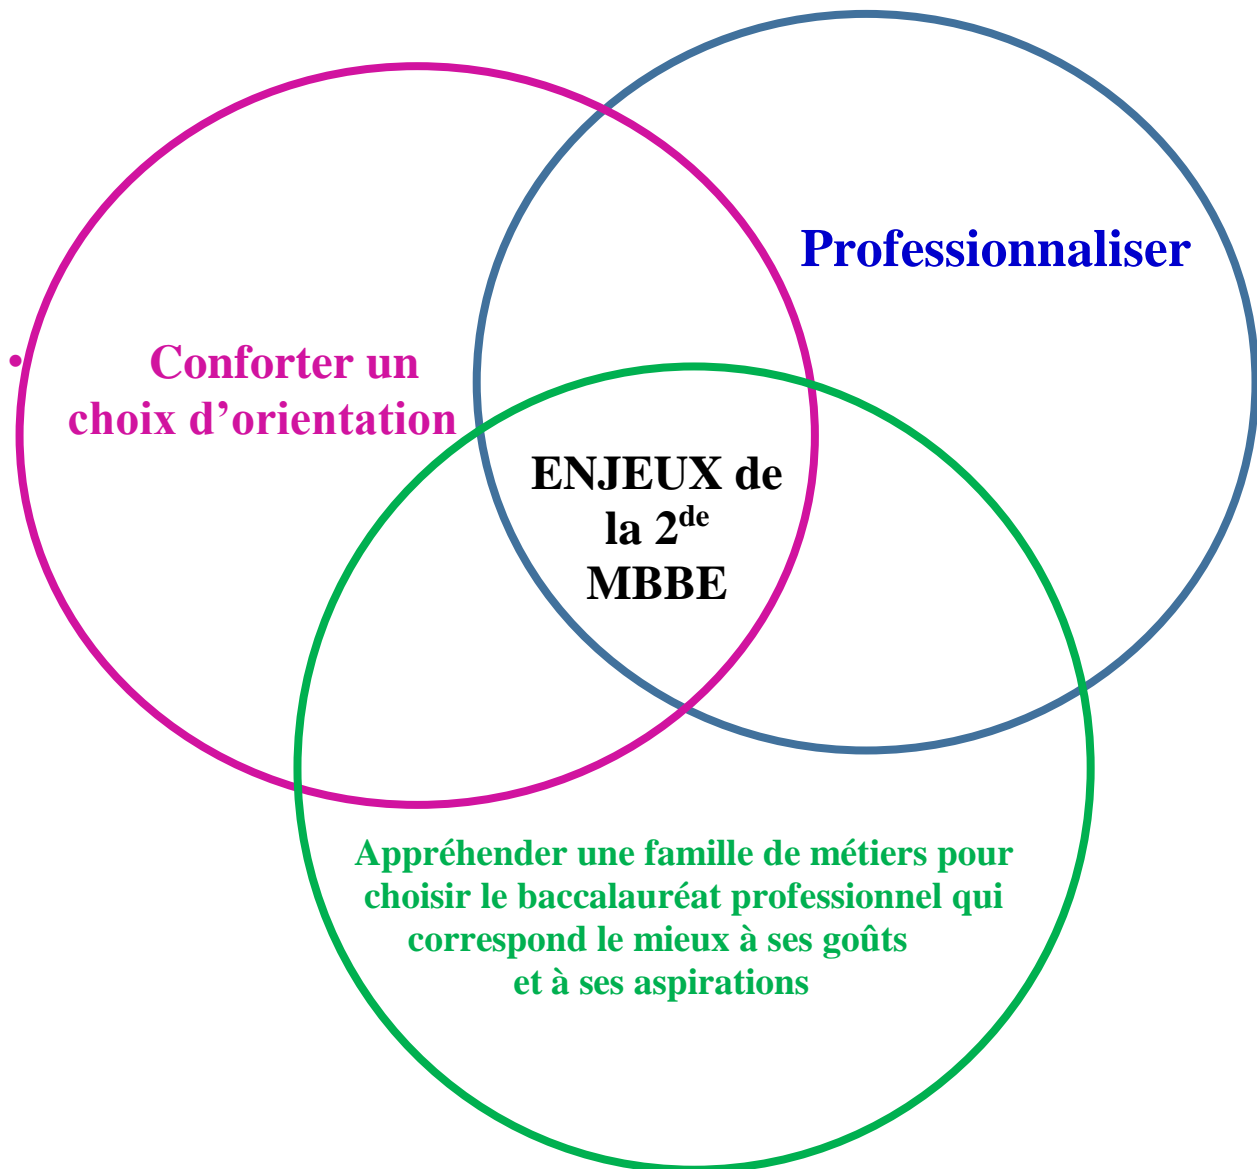 Professionnaliser
• Conforter un
choix d’orientation
ENJEUX de
la 2de
MBBE
Appréhender une famille de métiers pour
choisir le baccalauréat professionnel qui
correspond le mieux à ses goûts
et à ses aspirations